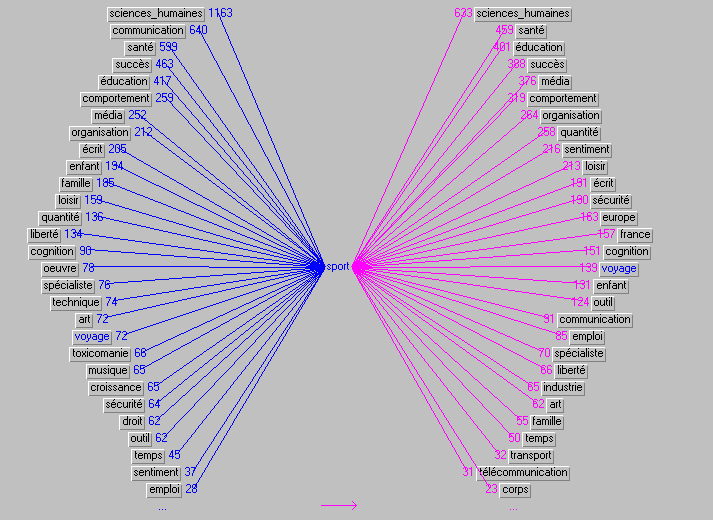 sciences_humaines 1163
communication 640
santé 599
succès 463
éducation 417
comportement 259
média 252
organisation 212
écrit 205
enfant 194
famille 185
loisir 159
quantité 136
liberté 134
cognition 90
oeuvre 78
spécialiste 76
technique 74
art 72
voyage 72
toxicomanie 66
musique 65
croissance 65
sécurité 64
droit 62
outil 62
temps 45
sentiment 37
emploi 28
...
sport
633 sciences_humaines
459 santé
401 éducation
388 succès
376 média
319 comportement
264 organisation
258 quantité
216 sentiment
213 loisir
191 écrit
190 sécurité
163 europe
157 france
151 cognition
139 voyage
131 enfant
124 outil
91 communication
85 emploi
70 spécialiste
66 liberté
65 industrie
62 art
55 famille
50 temps
32 transport
31 télécommunication
23 corps
...